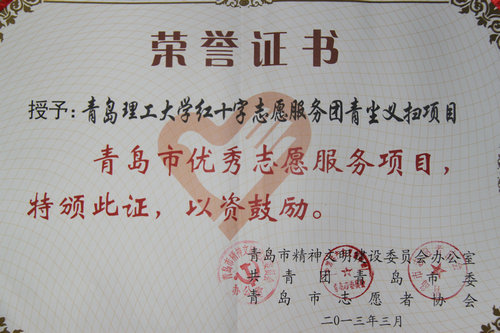 荣誉证书
授予：青岛理工大学红十字志愿服务团青尘义扫项目
青岛市优秀志愿服务项目，
特颁此证，以资鼓励。
青岛市精神文明建设委员会办公室
共青团青岛市委
青岛市志愿者协会
二〇一三年三月